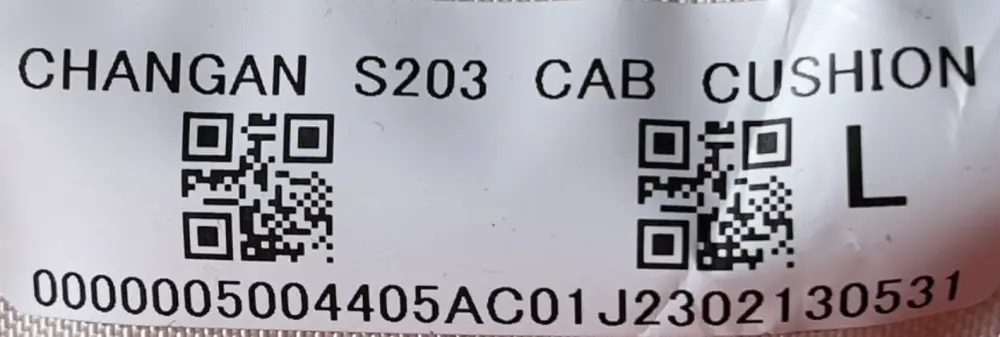 CHANGAN S203 CAB CUSHION
L
0000005004405AC01J2302130531